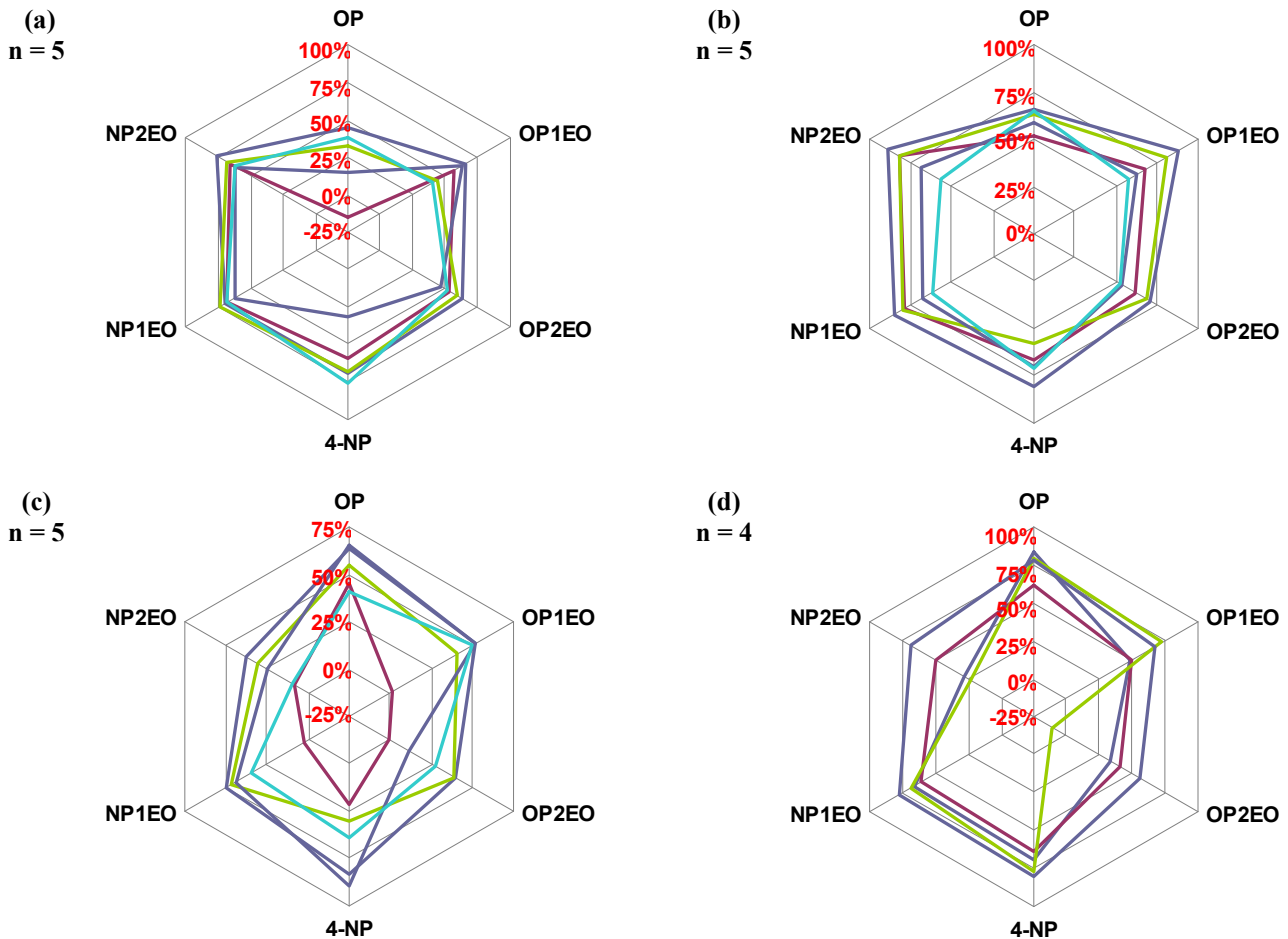 (a)
n = 5
OP
100%
75%
50%
25%
0%
-25%
OP1EO
OP2EO
4-NP
NP1EO
NP2EO
(b)
n = 5
OP
100%
75%
50%
25%
0%
OP1EO
OP2EO
4-NP
NP1EO
NP2EO
(c)
n = 5
OP
75%
50%
25%
0%
-25%
OP1EO
OP2EO
4-NP
NP1EO
NP2EO
(d)
n = 4
OP
100%
75%
50%
25%
0%
-25%
OP1EO
OP2EO
4-NP
NP1EO
NP2EO